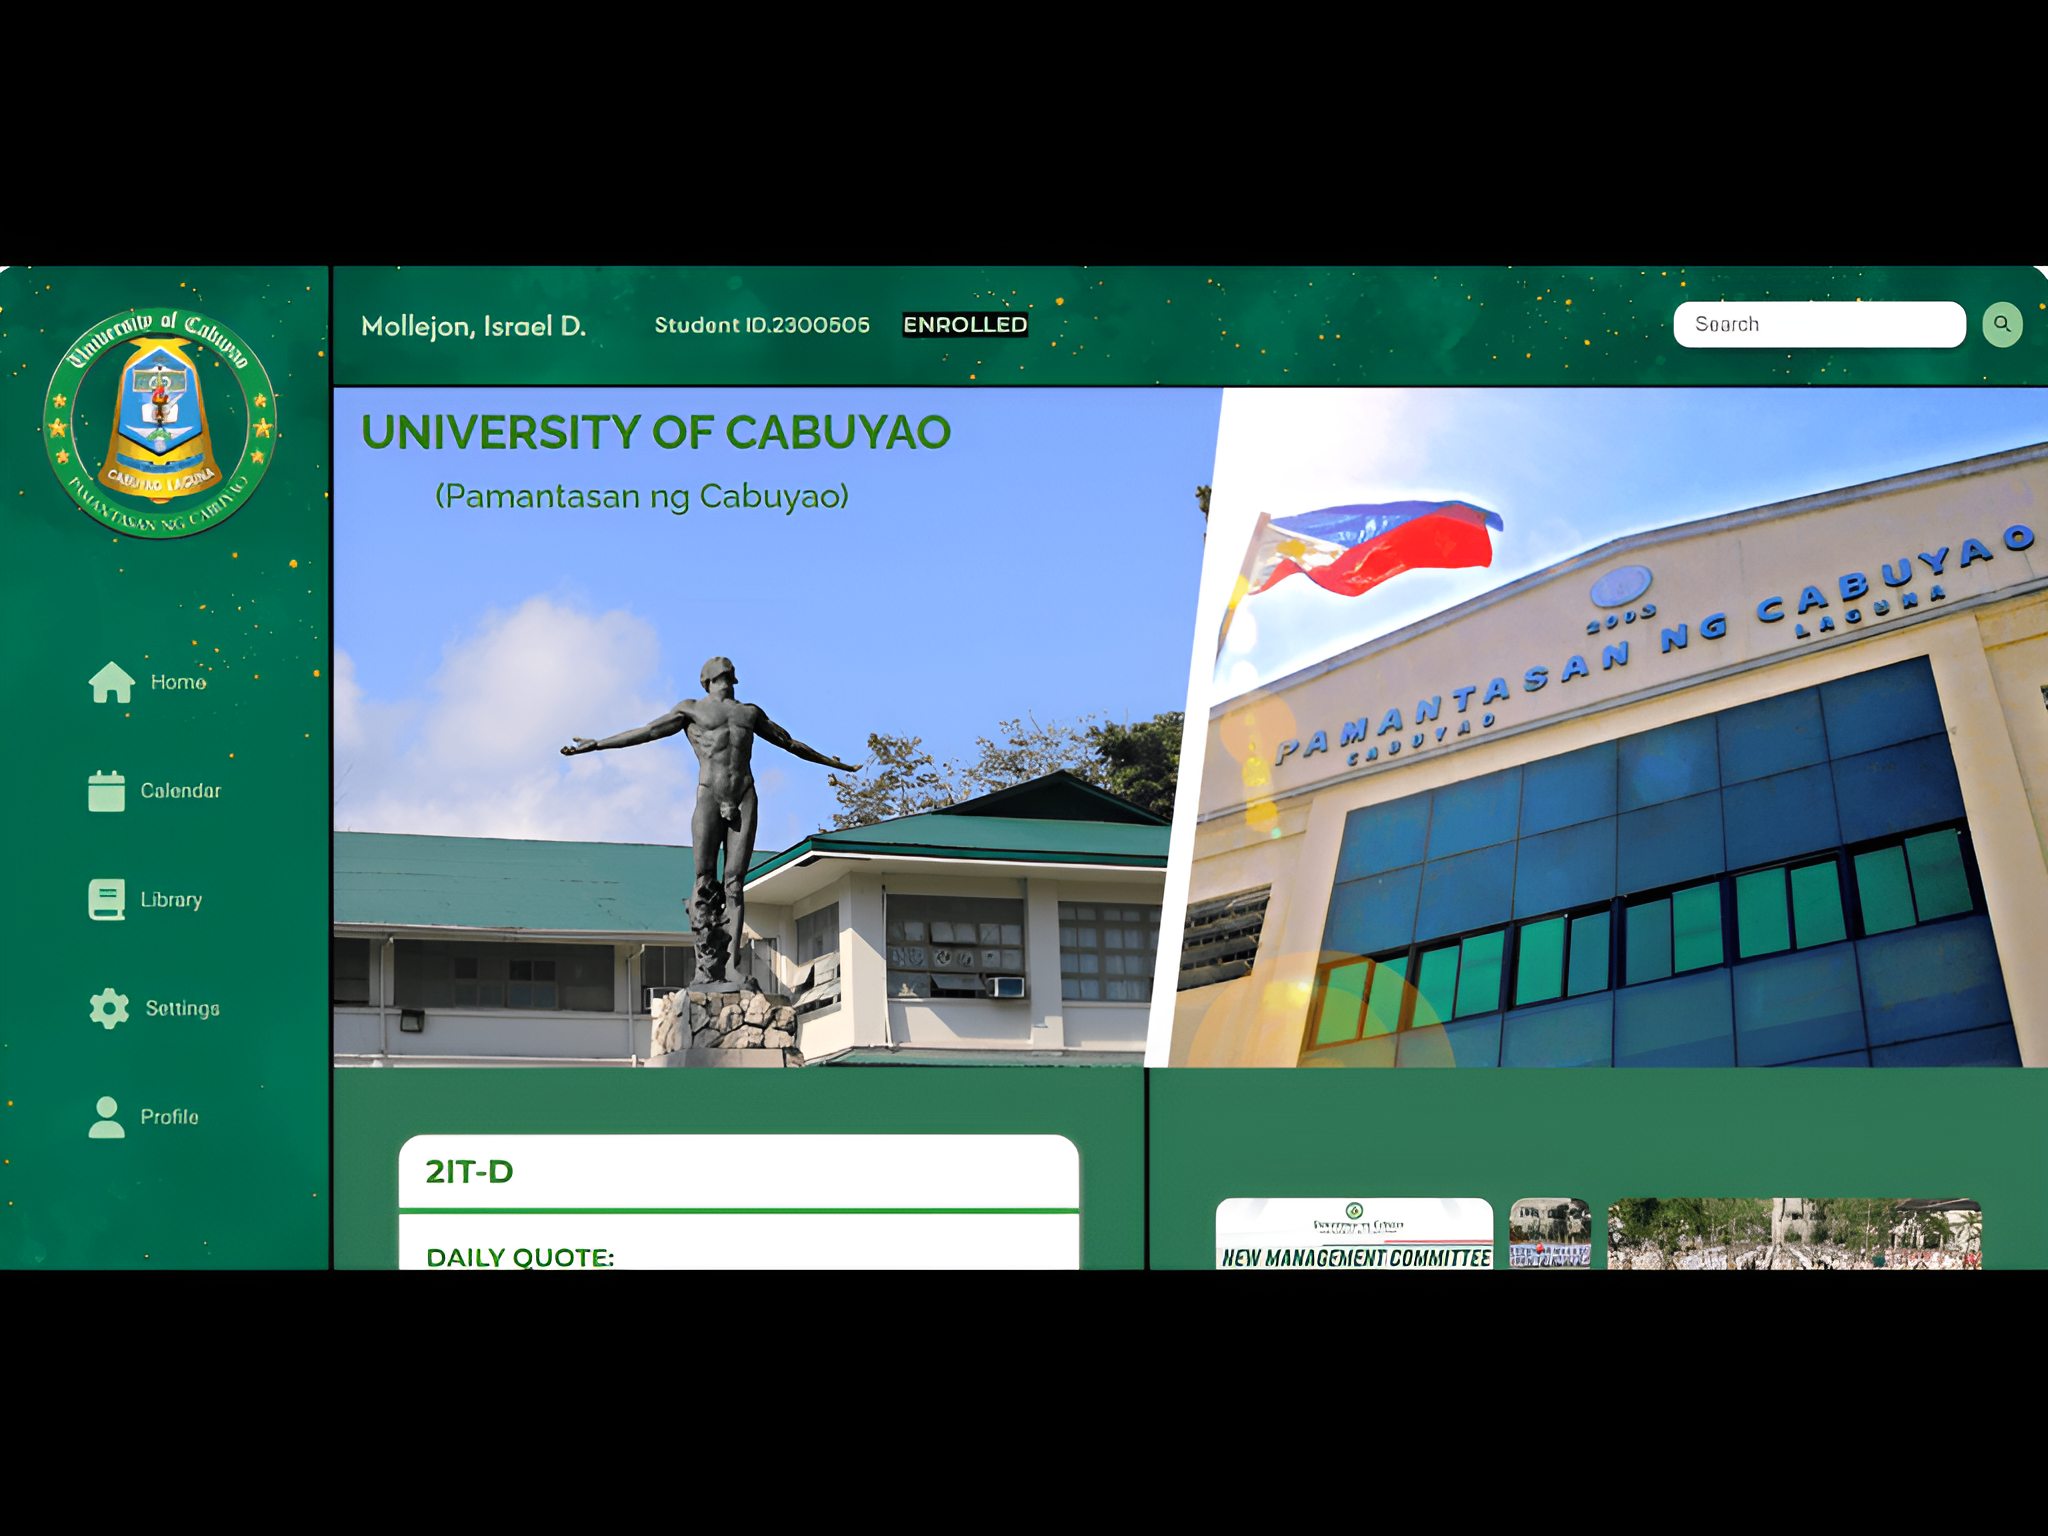 University of Cabuyao
CABUYAO LAGUNA
PAMANTASAN NG CABUYAO
Home
Calendar
Library
Settings
Profile
Mollejon, Israel D.
Student ID.2300505
ENROLLED
Search
UNIVERSITY OF CABUYAO
(Pamantasan ng Cabuyao)
2003
PAMANTASAN NG CABUYAO
CABUYAO
LAGUNA
2IT-D
DAILY QUOTE:
NEW MANAGEMENT COMMITTEE